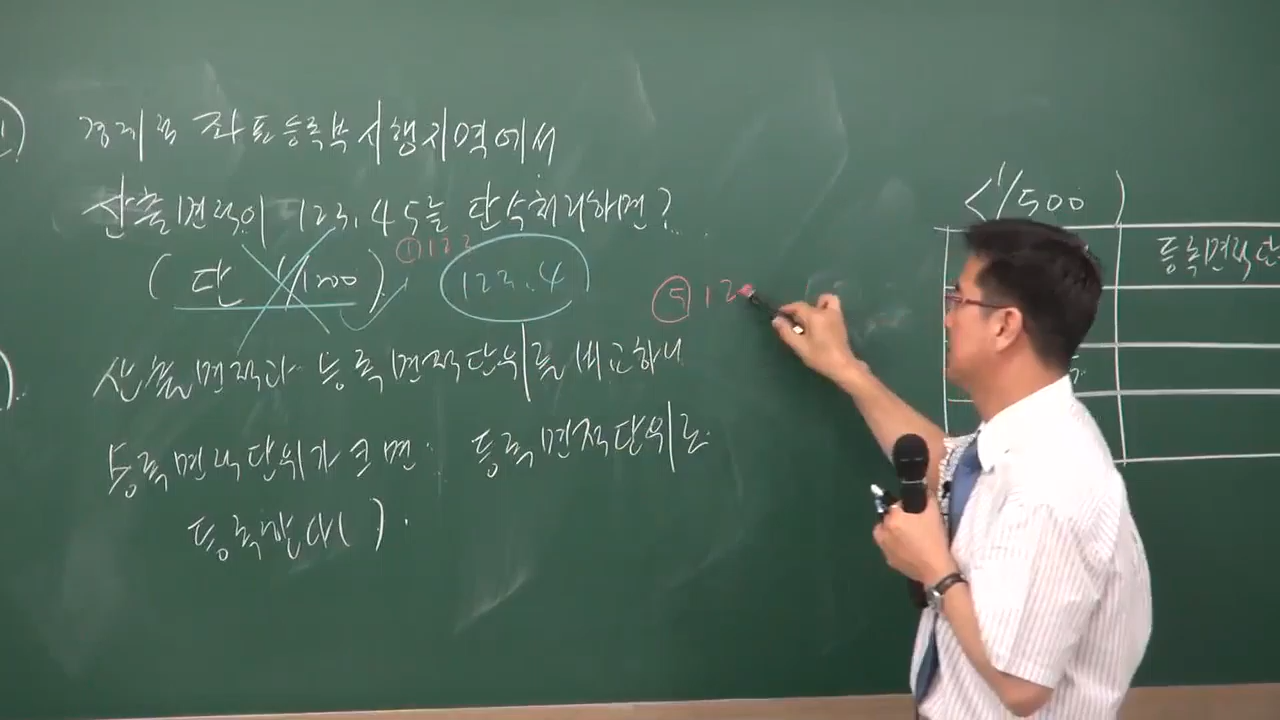 경계점 좌표등록부 시행지역에서
산출면적이 123.45를 단수처리하면?
(단 1/1200) ① 123
123.4
⑤ 12
산출면적과 등록면적단위를 비교하니
등록면적단위가 크면 등록면적단위로
등록한다( ).
(1/500)
등록면적단